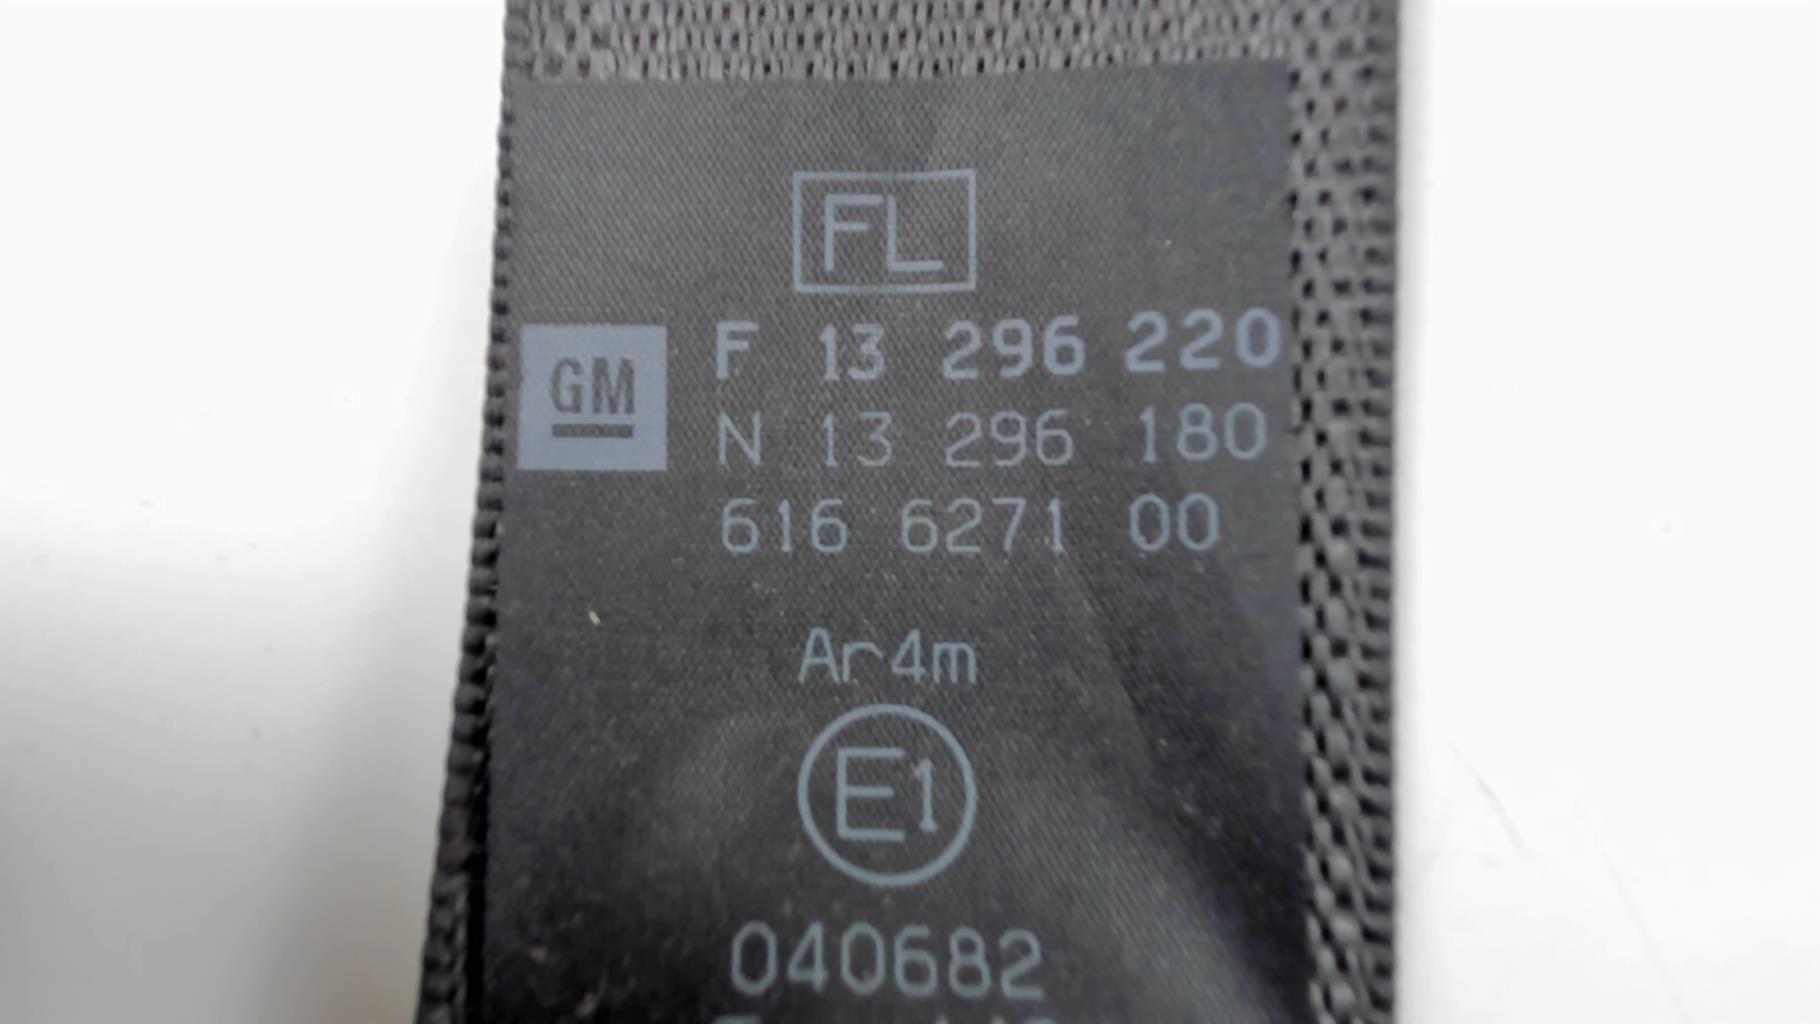 FL
GM
F 13 296 220
N 13 296 180
616 6271 00
Ar4m
E1
040682